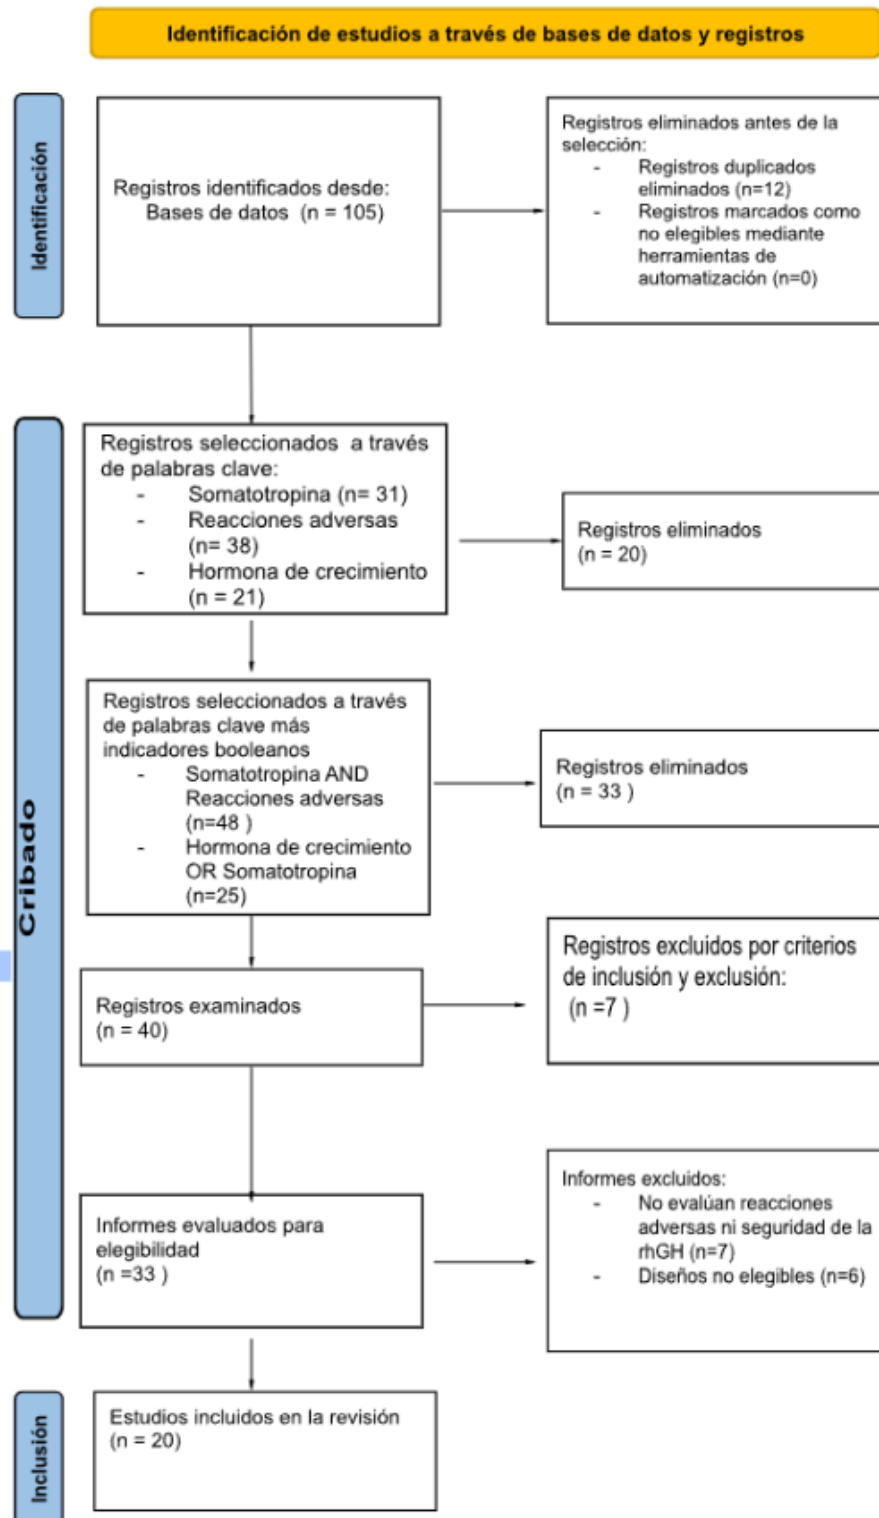 Identificación de estudios a través de bases de datos y registros
Identificación
Registros identificados desde:
Bases de datos (n = 105)
Registros eliminados antes de la
selección:
- Registros duplicados
eliminados (n=12)
- Registros marcados como
no elegibles mediante
herramientas de
automatización (n=0)
Cribado
Registros seleccionados a través
de palabras clave:
- Somatotropina (n= 31)
- Reacciones adversas
(n= 38)
- Hormona de crecimiento
(n = 21)
Registros eliminados
(n = 20)
Registros seleccionados a través
de palabras clave más
indicadores booleanos
- Somatotropina AND
Reacciones adversas
(n=48 )
- Hormona de crecimiento
OR Somatotropina
(n=25)
Registros eliminados
(n = 33 )
Registros examinados
(n = 40)
Registros excluidos por criterios
de inclusión y exclusión:
(n =7 )
Informes evaluados para
elegibilidad
(n =33 )
Informes excluidos:
- No evalúan reacciones
adversas ni seguridad de la
rhGH (n=7)
- Diseños no elegibles (n=6)
Inclusión
Estudios incluidos en la revisión
(n = 20)